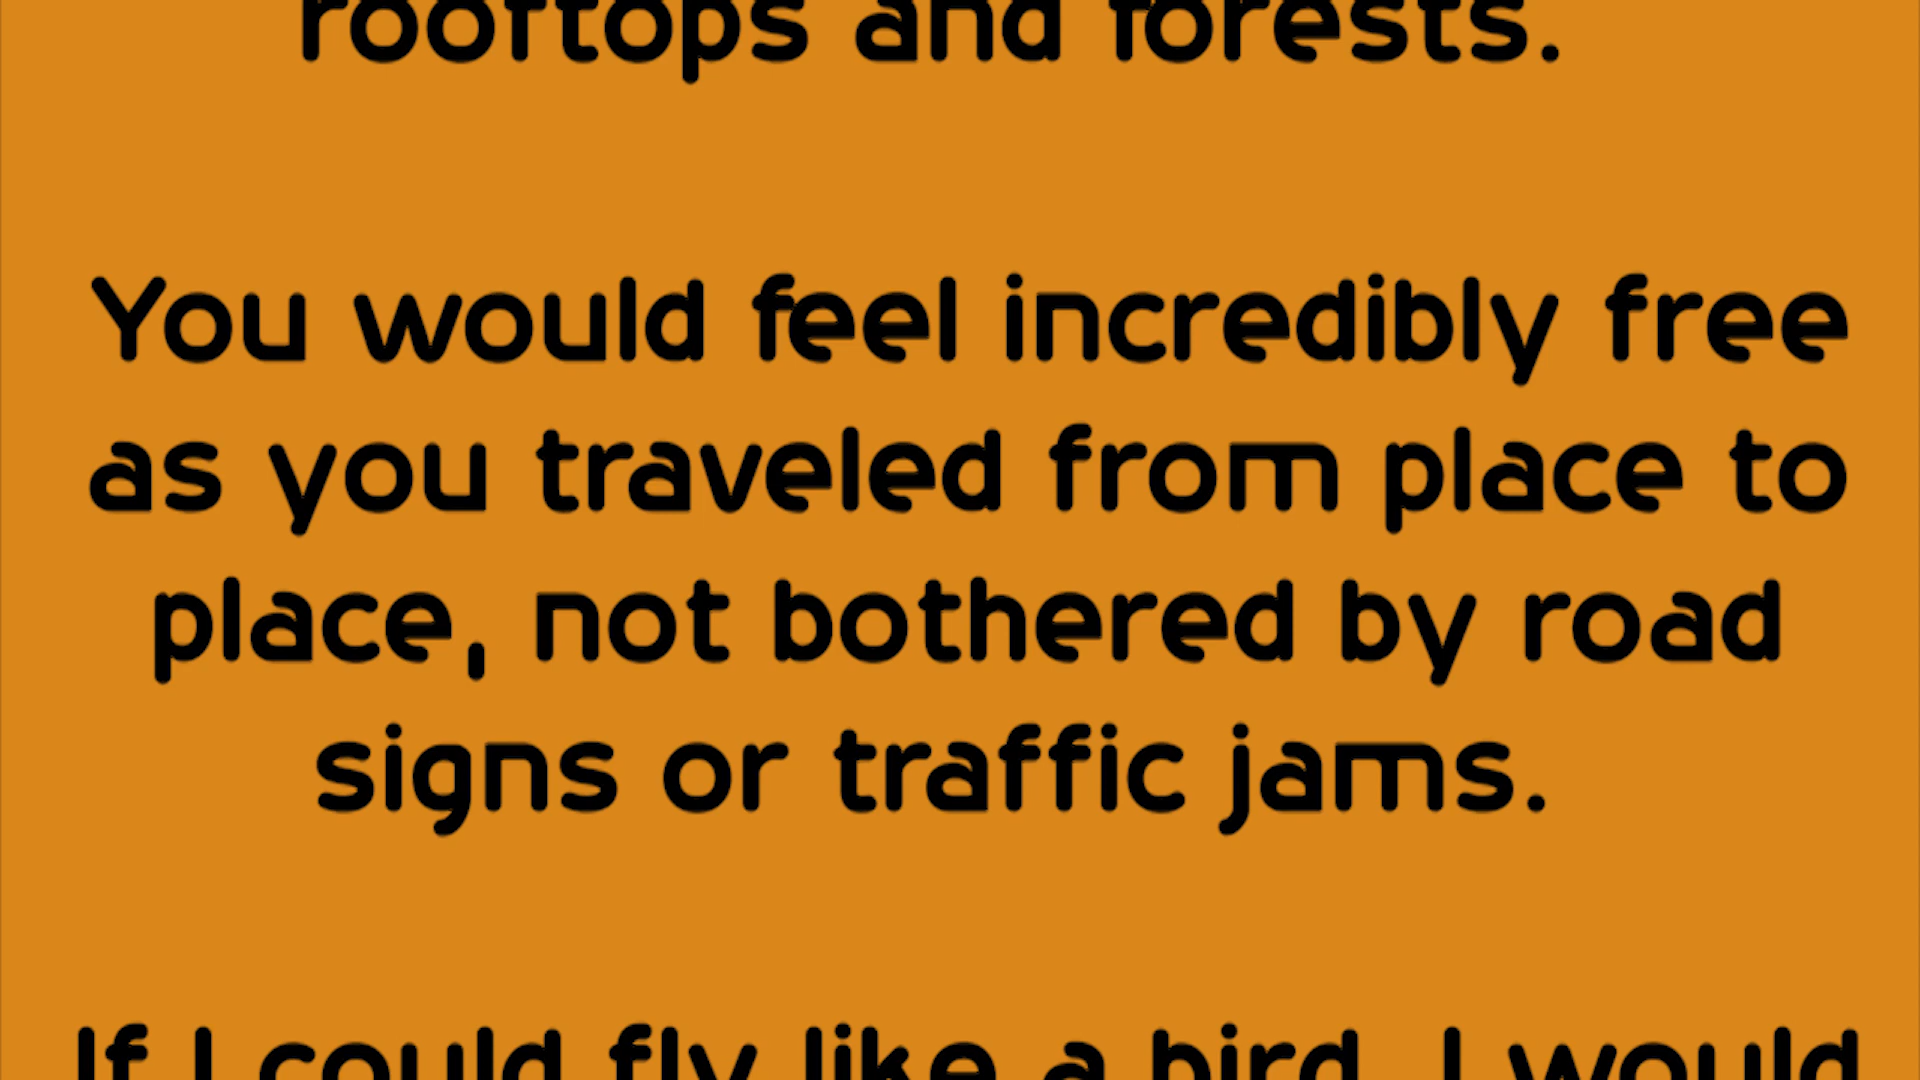 rooftops and forests.
You would feel incredibly free
as you traveled from place to
place, not bothered by road
signs or traffic jams.
If I could fly like a bird, I would